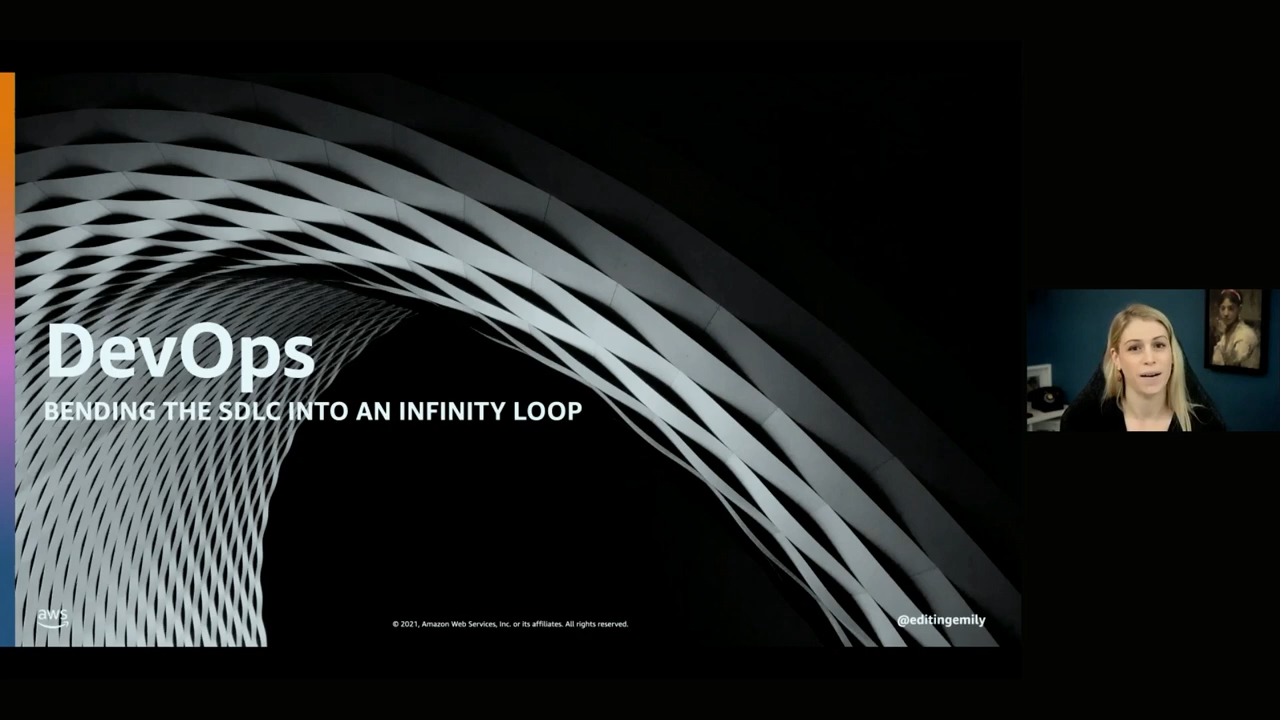 DevOps
BENDING THE SDLC INTO AN INFINITY LOOP
aws
© 2021, Amazon Web Services, Inc. or its affiliates. All rights reserved.
@editingemily